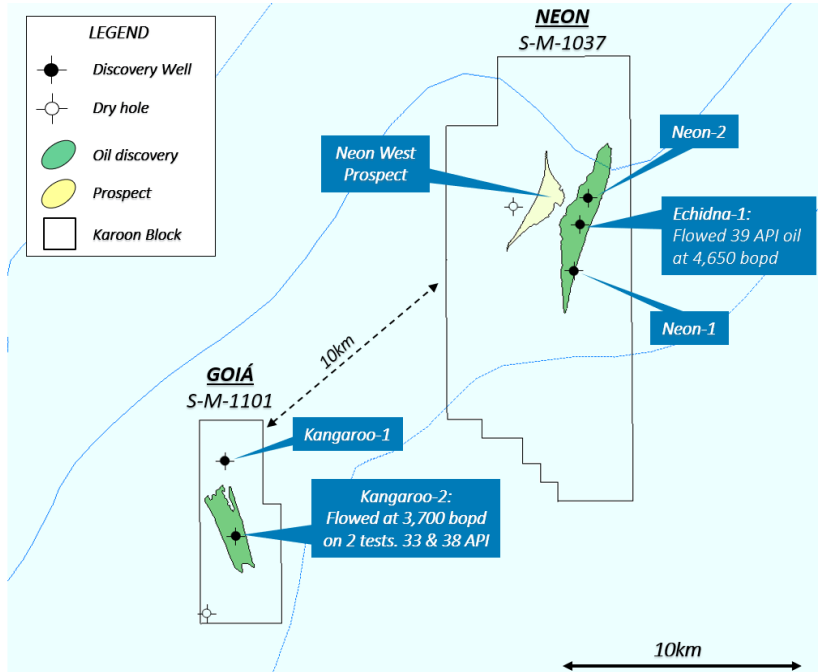 LEGEND
Discovery Well
Dry hole
Oil discovery
Prospect
Karoon Block
NEON
S-M-1037
Neon West
Prospect
Neon-2
Echidna-1:
Flowed 39 API oil
at 4,650 bopd
Neon-1
10km
GOIÁ
S-M-1101
Kangaroo-1
Kangaroo-2:
Flowed at 3,700 bopd
on 2 tests. 33 & 38 API
10km